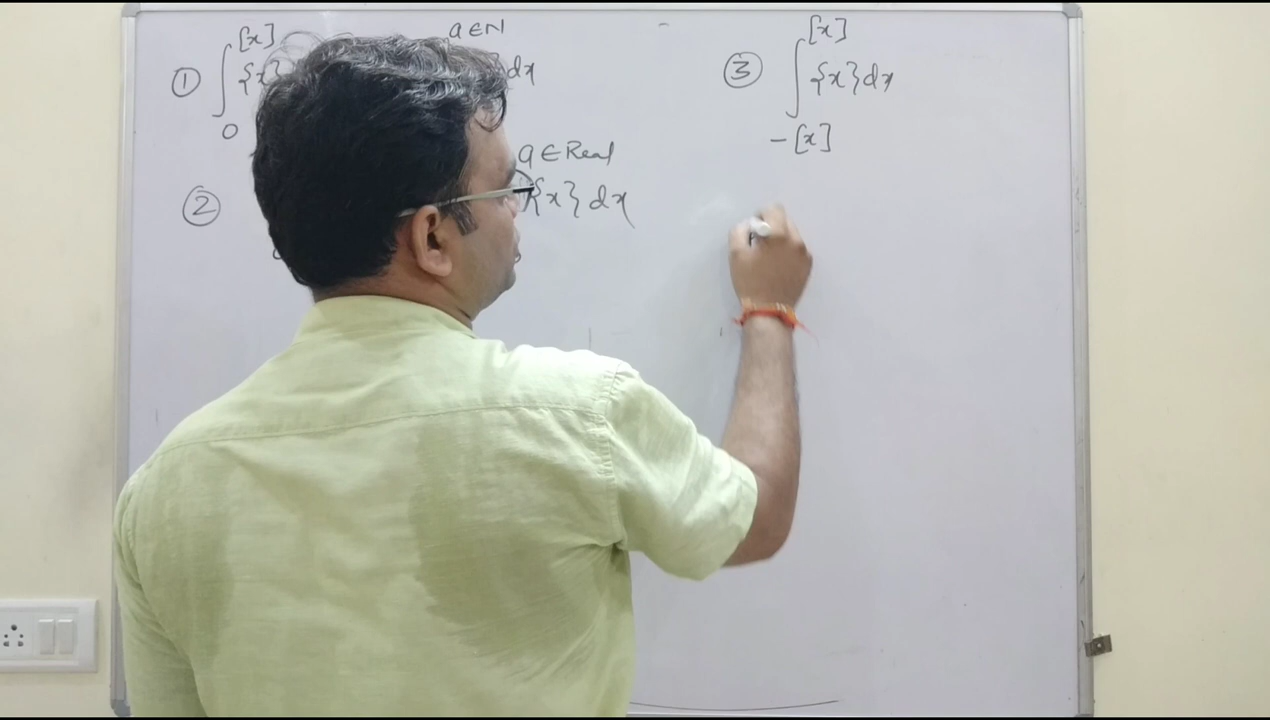 ① ∫₀^[x] {x}
a∈N
dx
② a∈Real
{x} dx
③ ∫_{-[x]}^{[x]} {x} dx